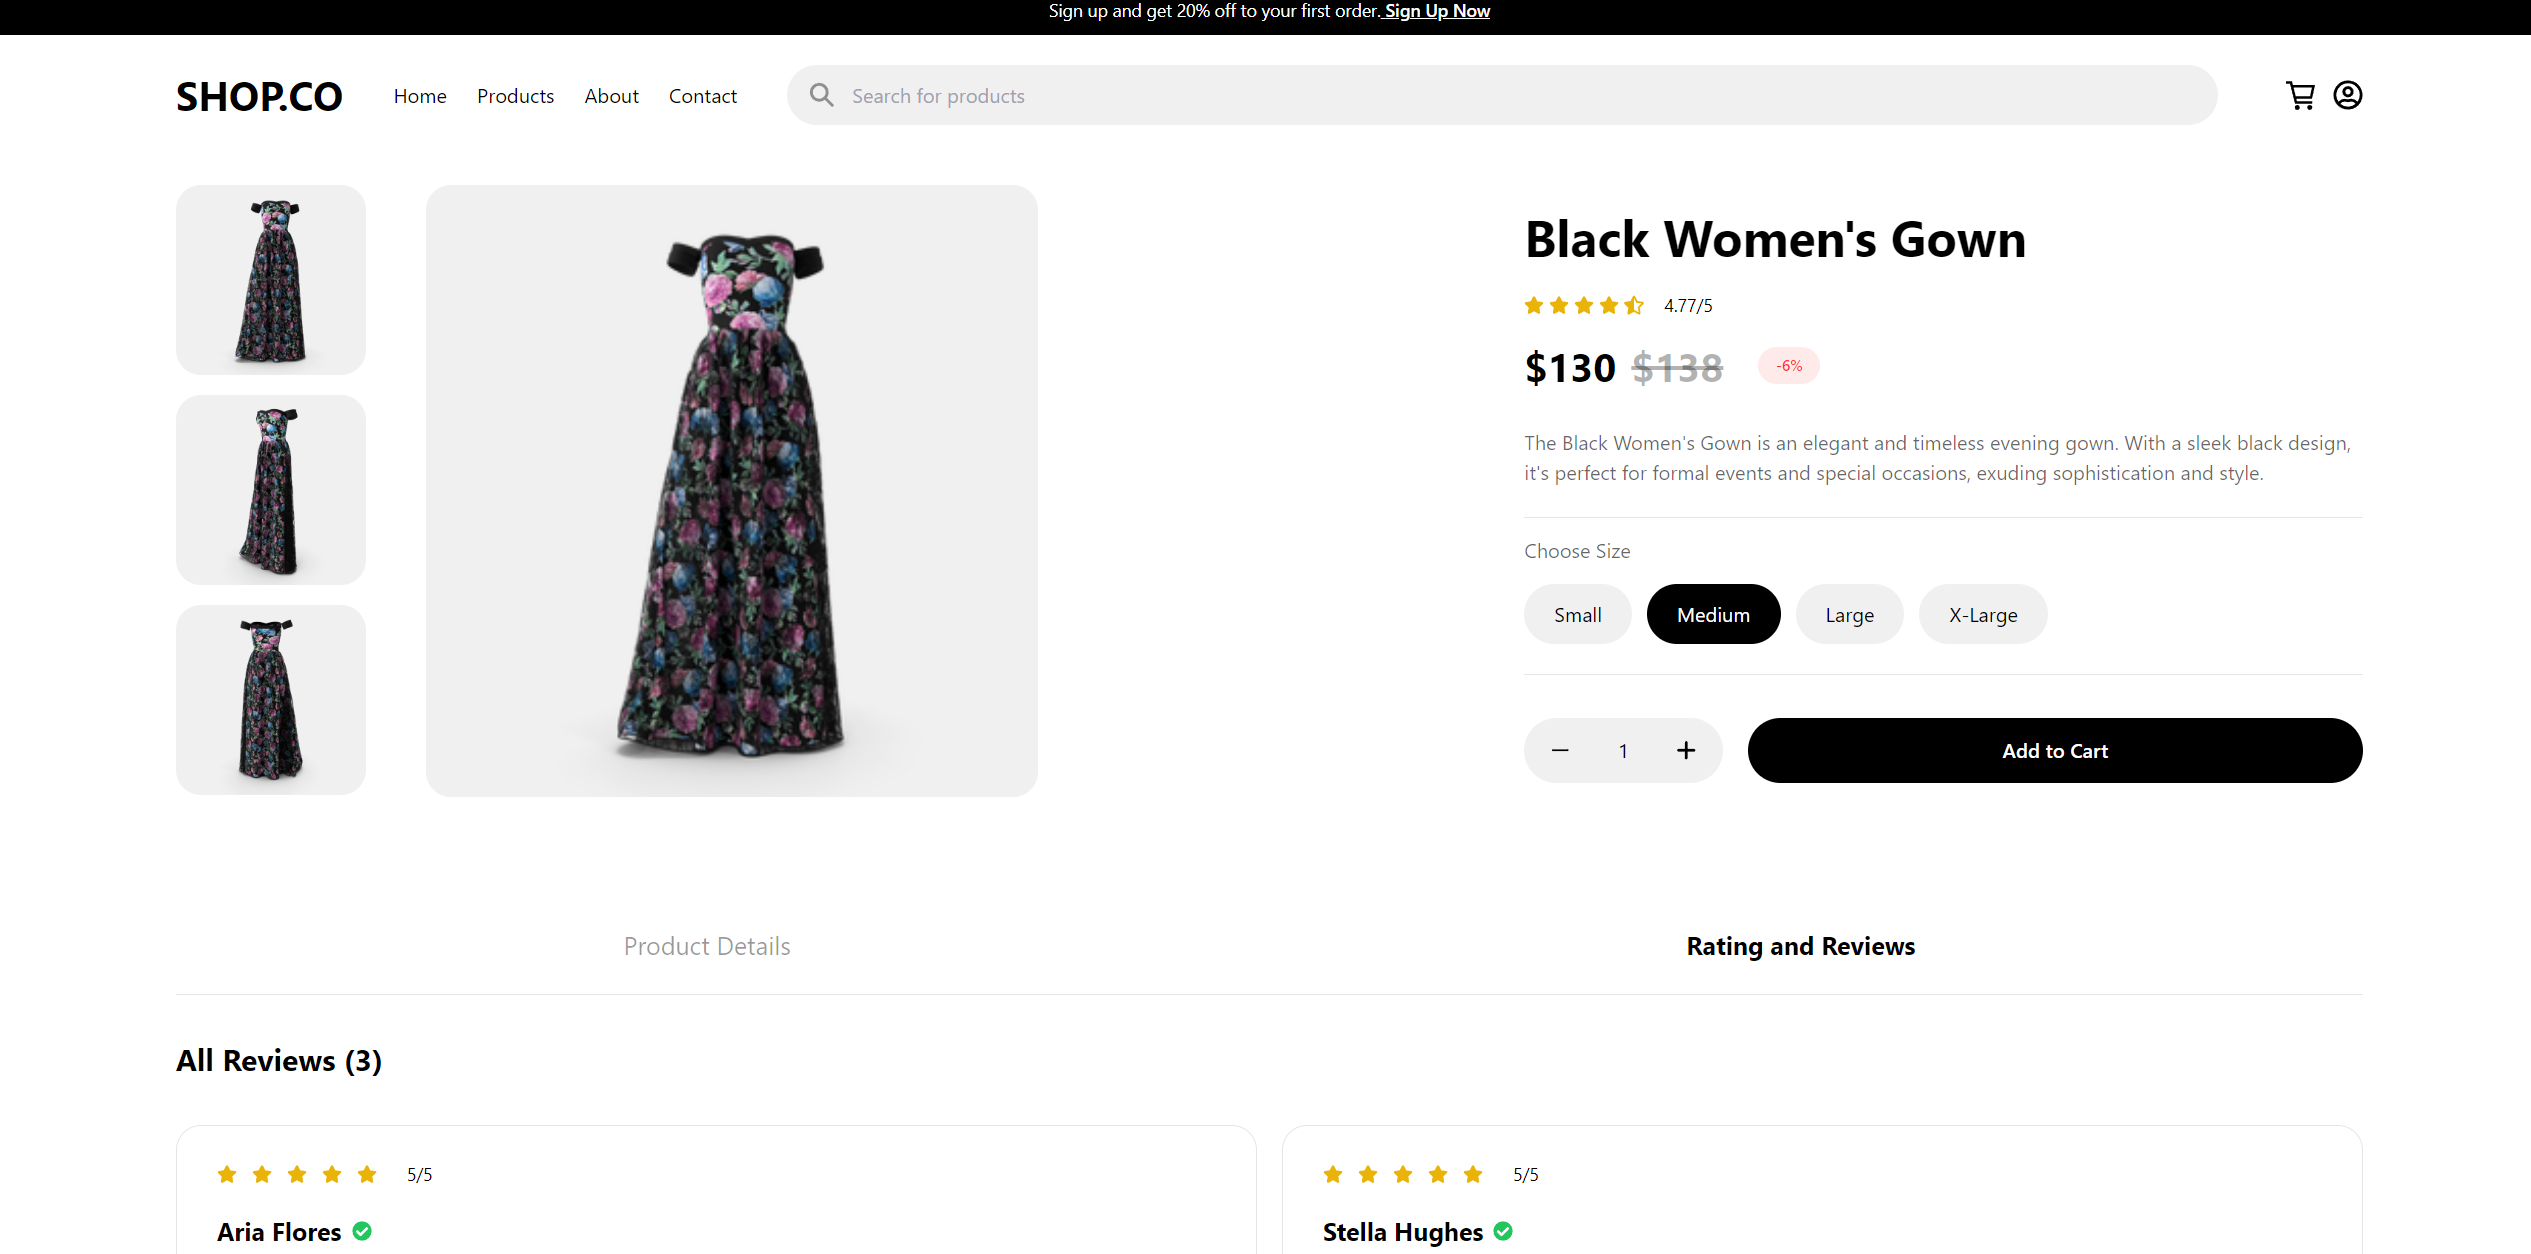 Sign up and get 20% off to your first order. Sign Up Now
SHOP.CO
Home
Products
About
Contact
Search for products
Black Women's Gown
4.77/5
$130 $138 -6%
The Black Women's Gown is an elegant and timeless evening gown. With a sleek black design,
it's perfect for formal events and special occasions, exuding sophistication and style.
Choose Size
Small
Medium
Large
X-Large
1
Add to Cart
Product Details
Rating and Reviews
All Reviews (3)
5/5
Aria Flores
5/5
Stella Hughes